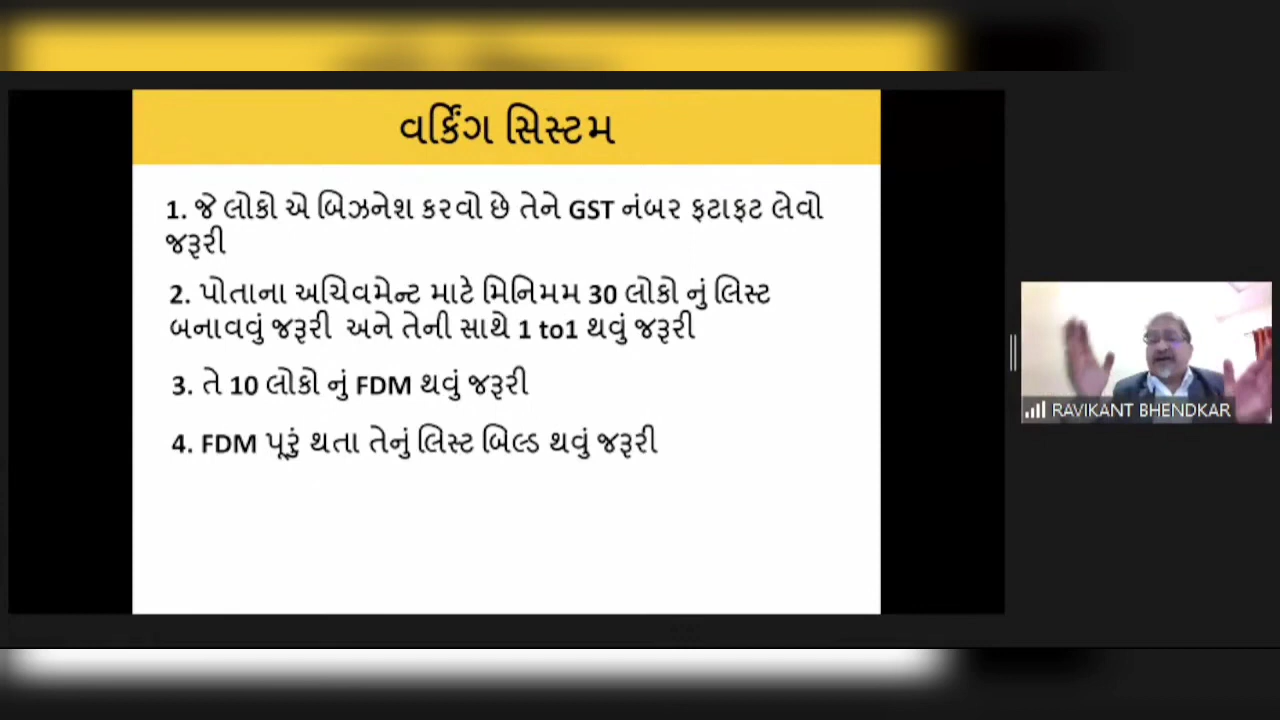 વર્કિંગ સિસ્ટમ
1. જે લોકો એ બિઝનેશ કરવો છે તેને GST નંબર ફટાફટ લેવો
જરૂરી
2. પોતાના અચિવમેન્ટ માટે મિનિમમ 30 લોકો નું લિસ્ટ
બનાવવું જરૂરી અને તેની સાથે 1 to1 થવું જરૂરી
3. તે 10 લોકો નું FDM થવું જરૂરી
4. FDM પૂરું થતા તેનું લિસ્ટ બિલ્ડ થવું જરૂરી
RAVIKANT BHENDKAR